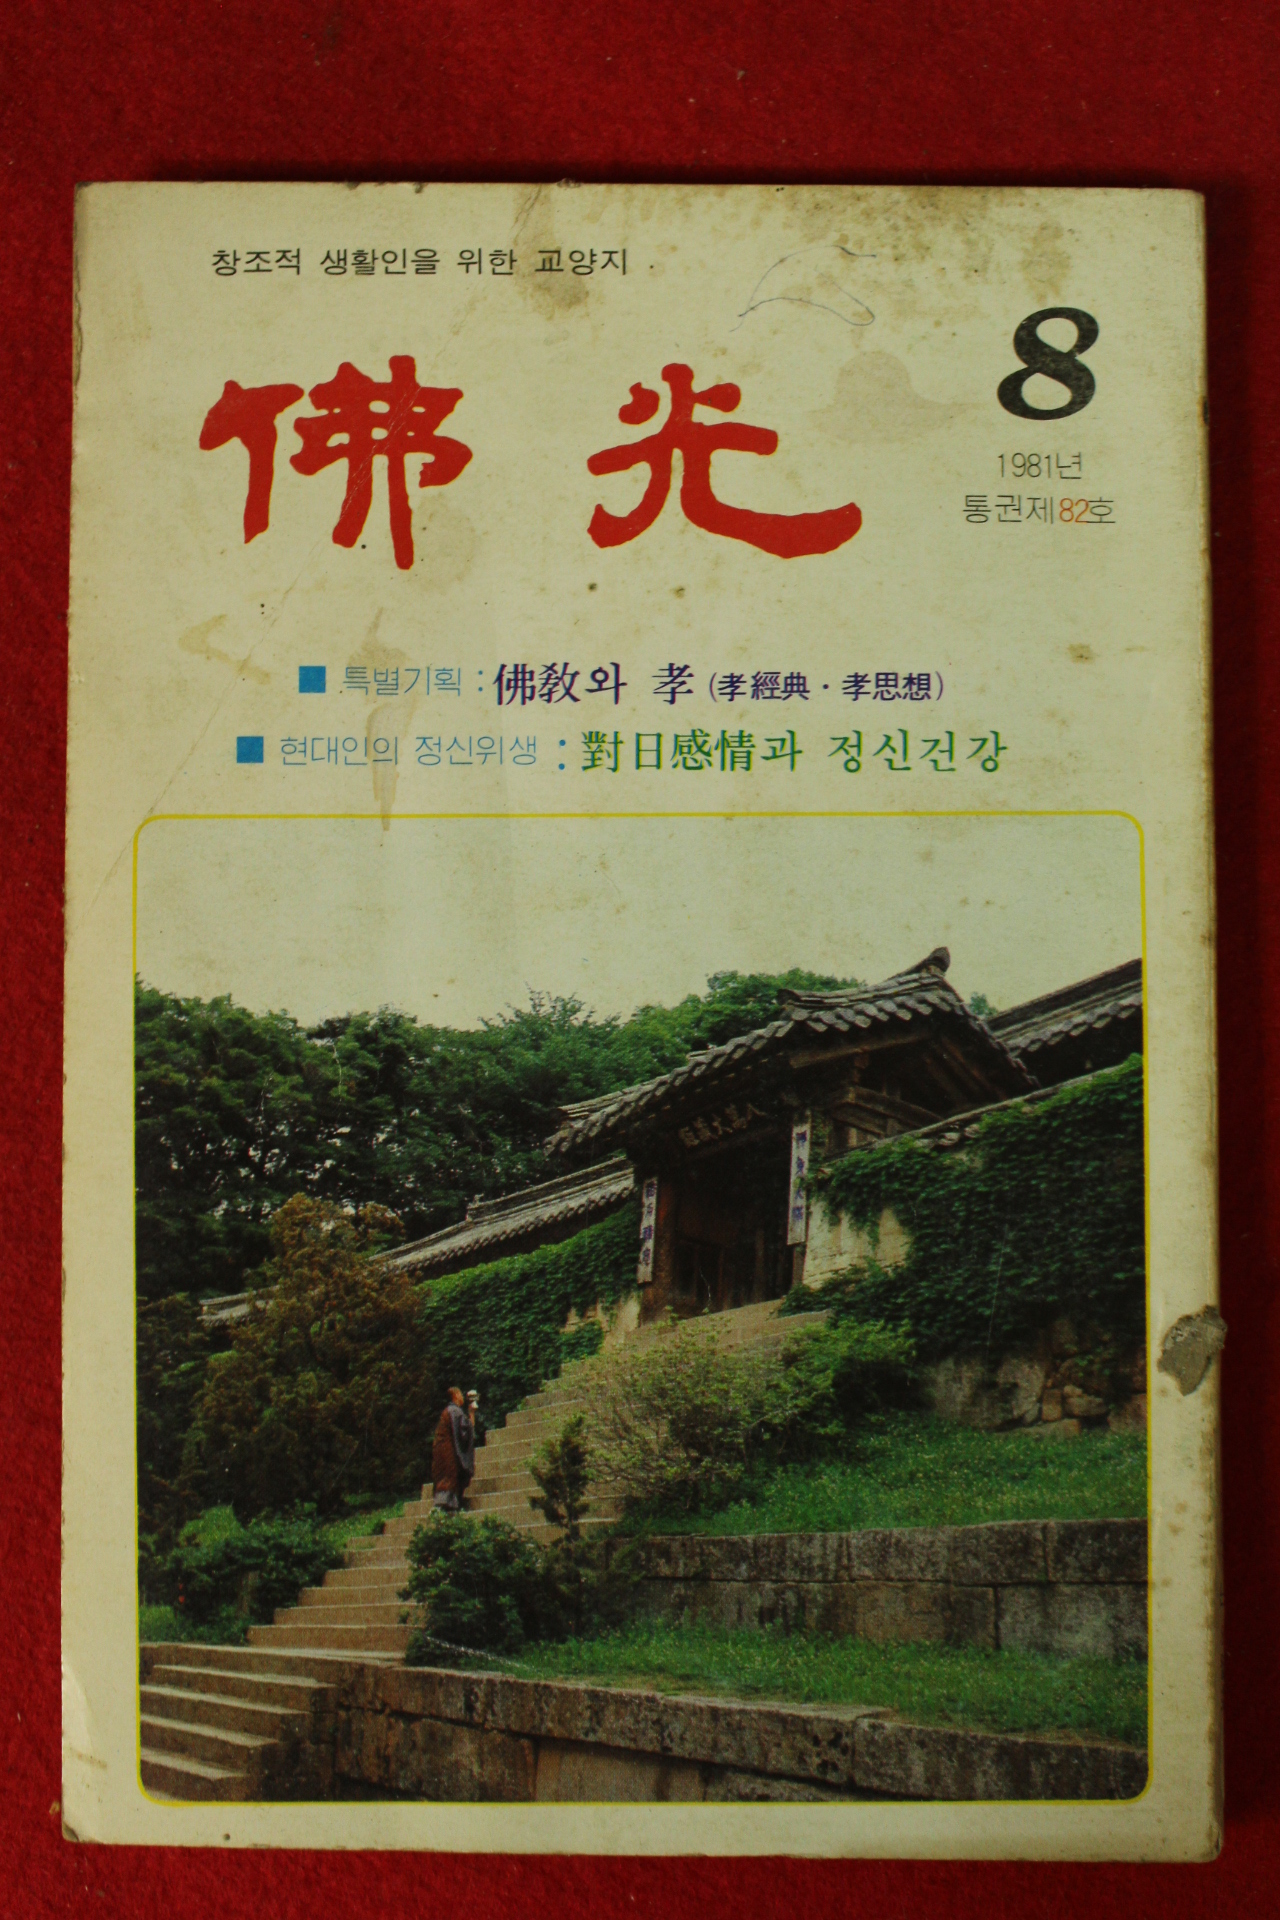 창조적 생활인을 위한 교양지
8
佛光
1981년
통권제82호
■ 특별기획 : 佛敎와 孝 (孝經典 · 孝思想)
■ 현대인의 정신위생 : 對日感情과 정신건강